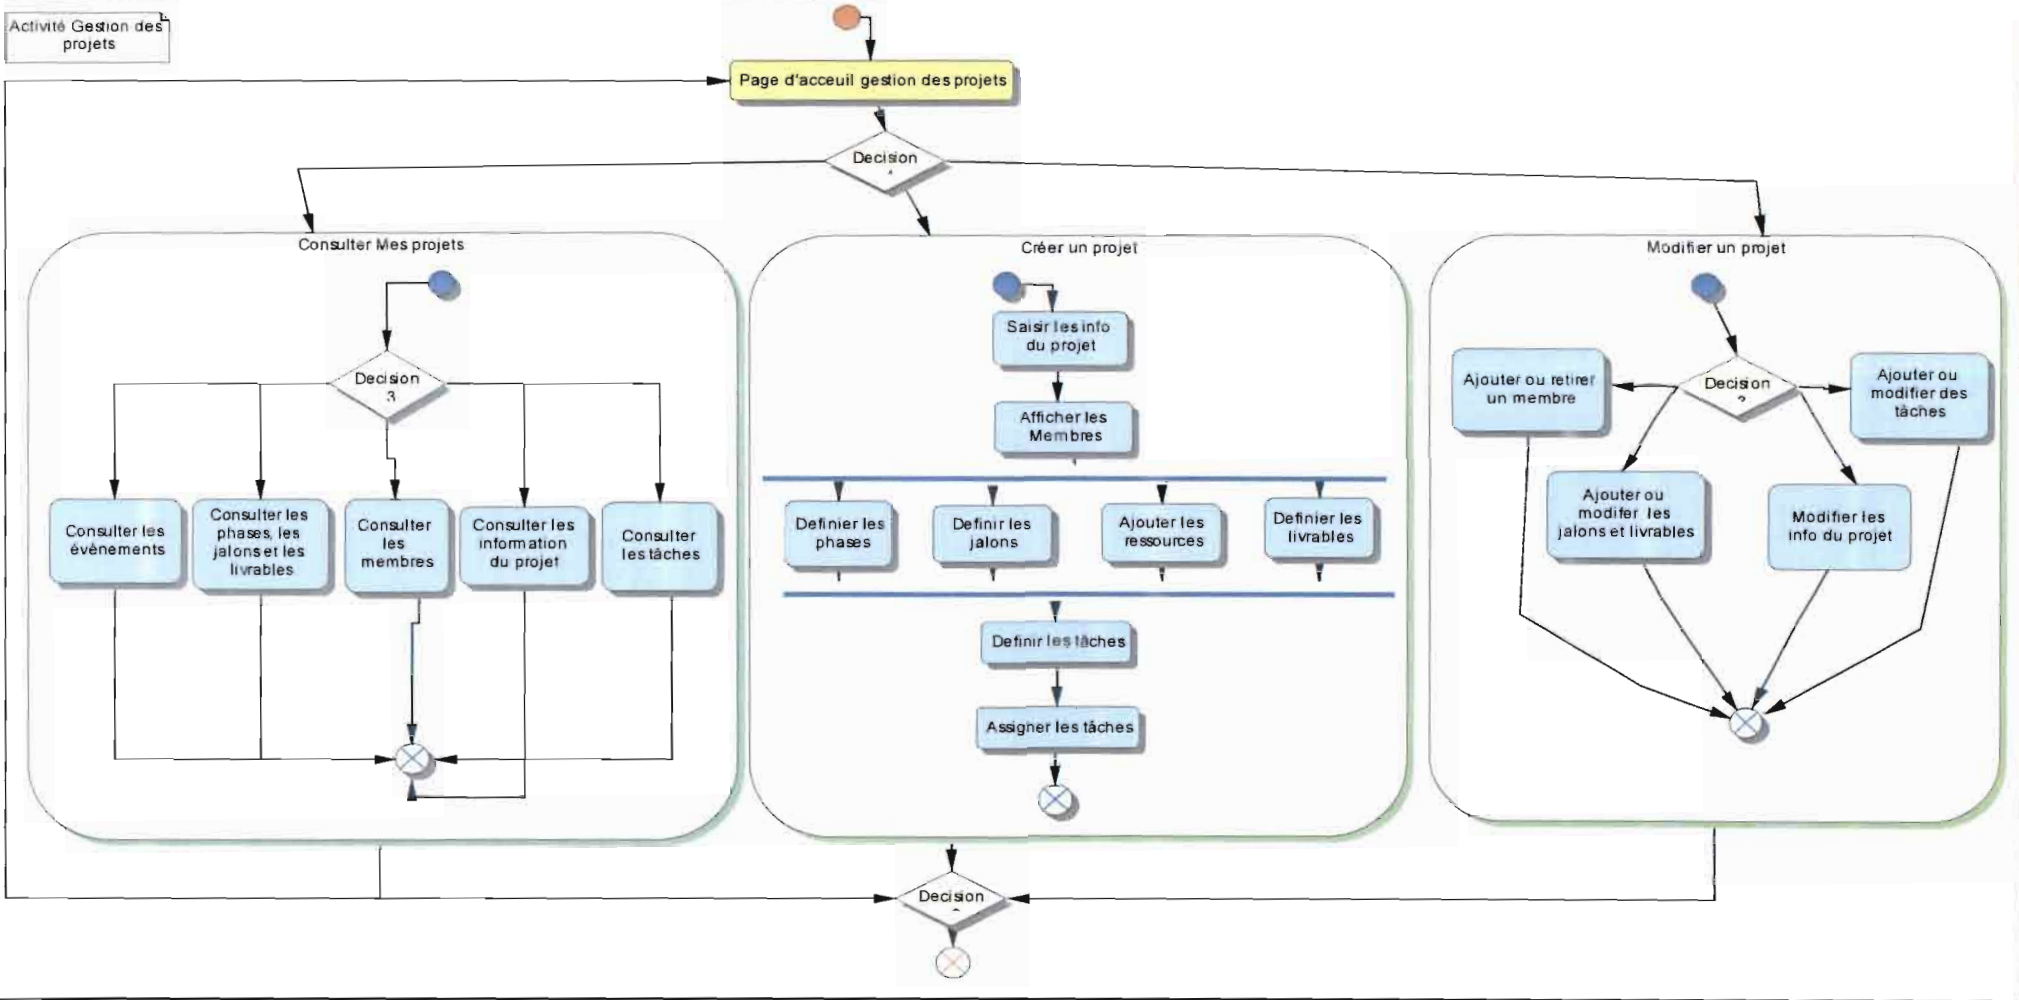 Activité Gestion des
projets
Page d'acceuil gestion des projets
Decision
Consulter Mes projets
Decision
3
Consulter les
évènements
Consulter les
phases, les
jalons et les
livrables
Consulter
les
membres
Consulter les
information
du projet
Consulter
les tâches
Créer un projet
Saisir les info
du projet
Afficher les
Membres
Definier les
phases
Definir les
jalons
Ajouter les
ressources
Definier les
livrables
Definir les tâches
Assigner les tâches
Modifier un projet
Decision
Ajouter ou retirer
un membre
Ajouter ou
modifier des
tâches
Ajouter ou
modifer les
jalons et livrables
Modifier les
info du projet
Decision